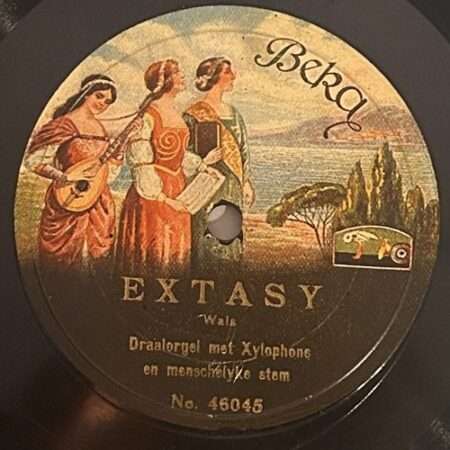 Beka
EXTASY
Wals
Draaiorgel met Xylophone
en menschelyke stem
No. 46045